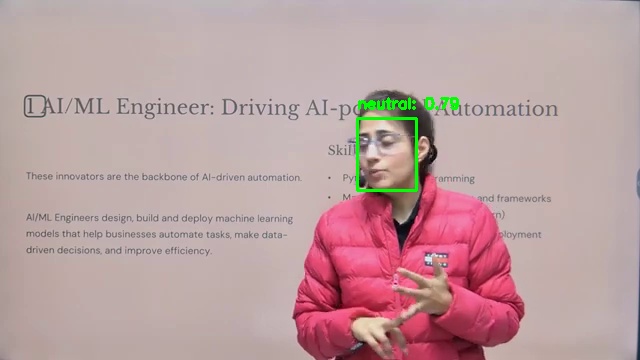 neutral: 0.79
1 AI/ML Engineer: Driving AI-po Automation
Skil
These innovators are the backbone of AI-driven automation.
• Py ramming
• M and frameworks
AI/ML Engineers design, build and deploy machine learning
models that help businesses automate tasks, make data-
driven decisions, and improve efficiency.
n)
• ployment